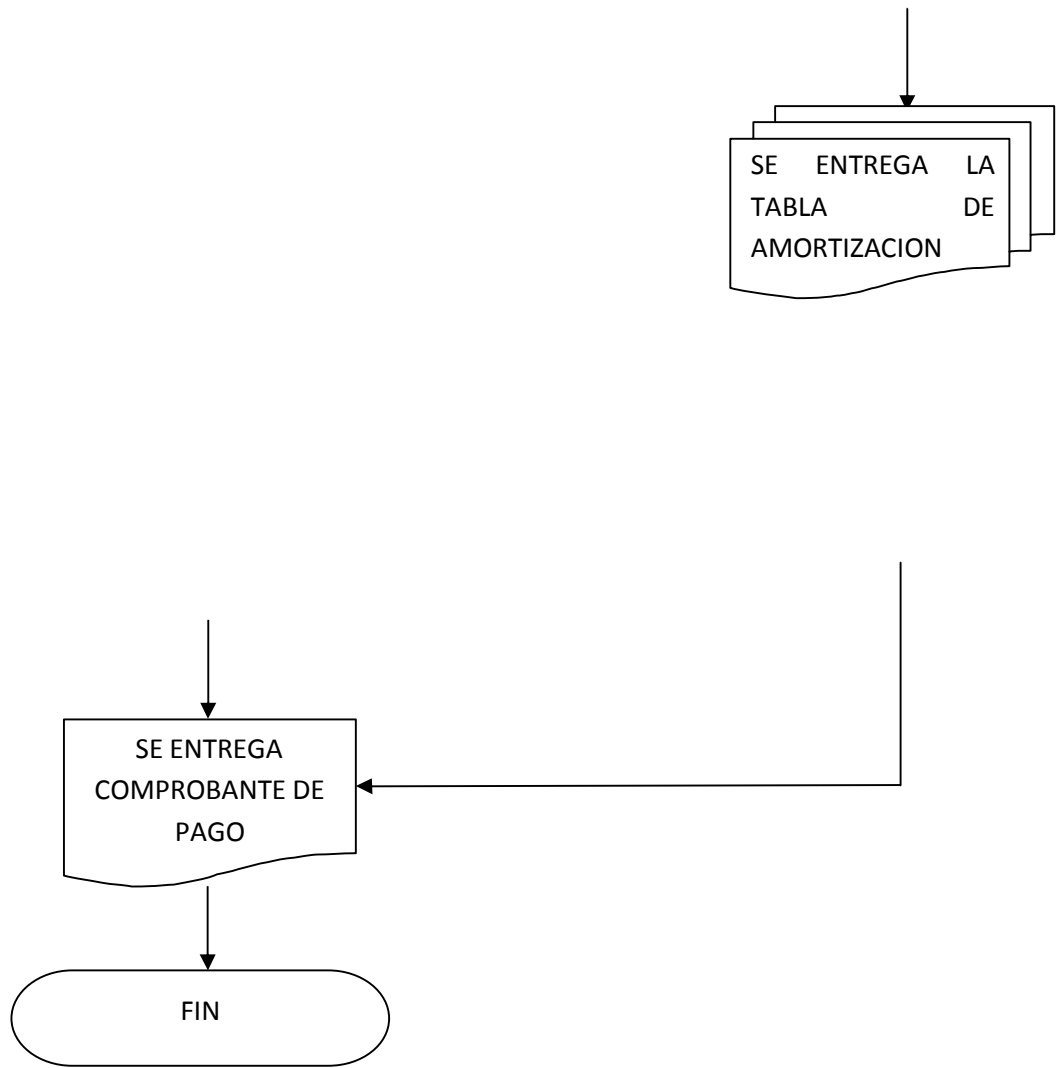 SE ENTREGA LA
TABLA DE
AMORTIZACION
SE ENTREGA
COMPROBANTE DE
PAGO
FIN